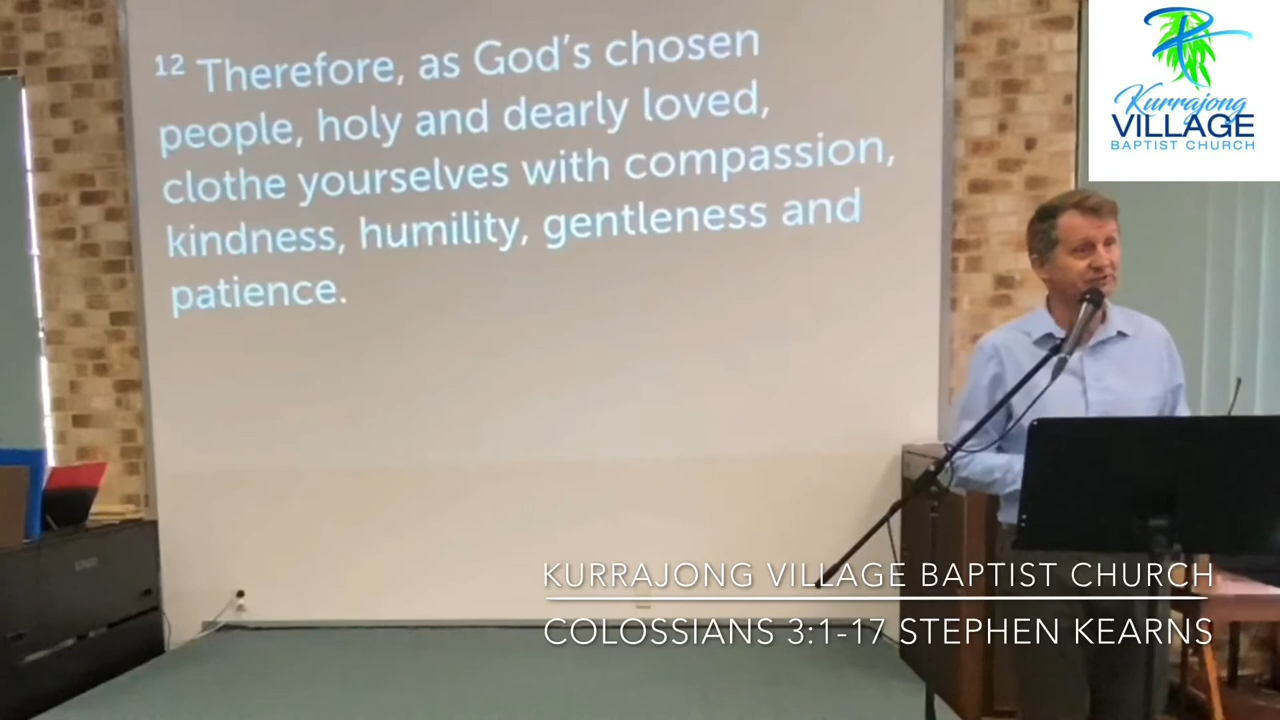 12 Therefore, as God's chosen
people, holy and dearly loved,
clothe yourselves with compassion,
kindness, humility, gentleness and
patience.
Kurrajong
VILLAGE
BAPTIST CHURCH
KURRAJONG VILLAGE BAPTIST CHURCH
COLOSSIANS 3:1-17 STEPHEN KEARNS